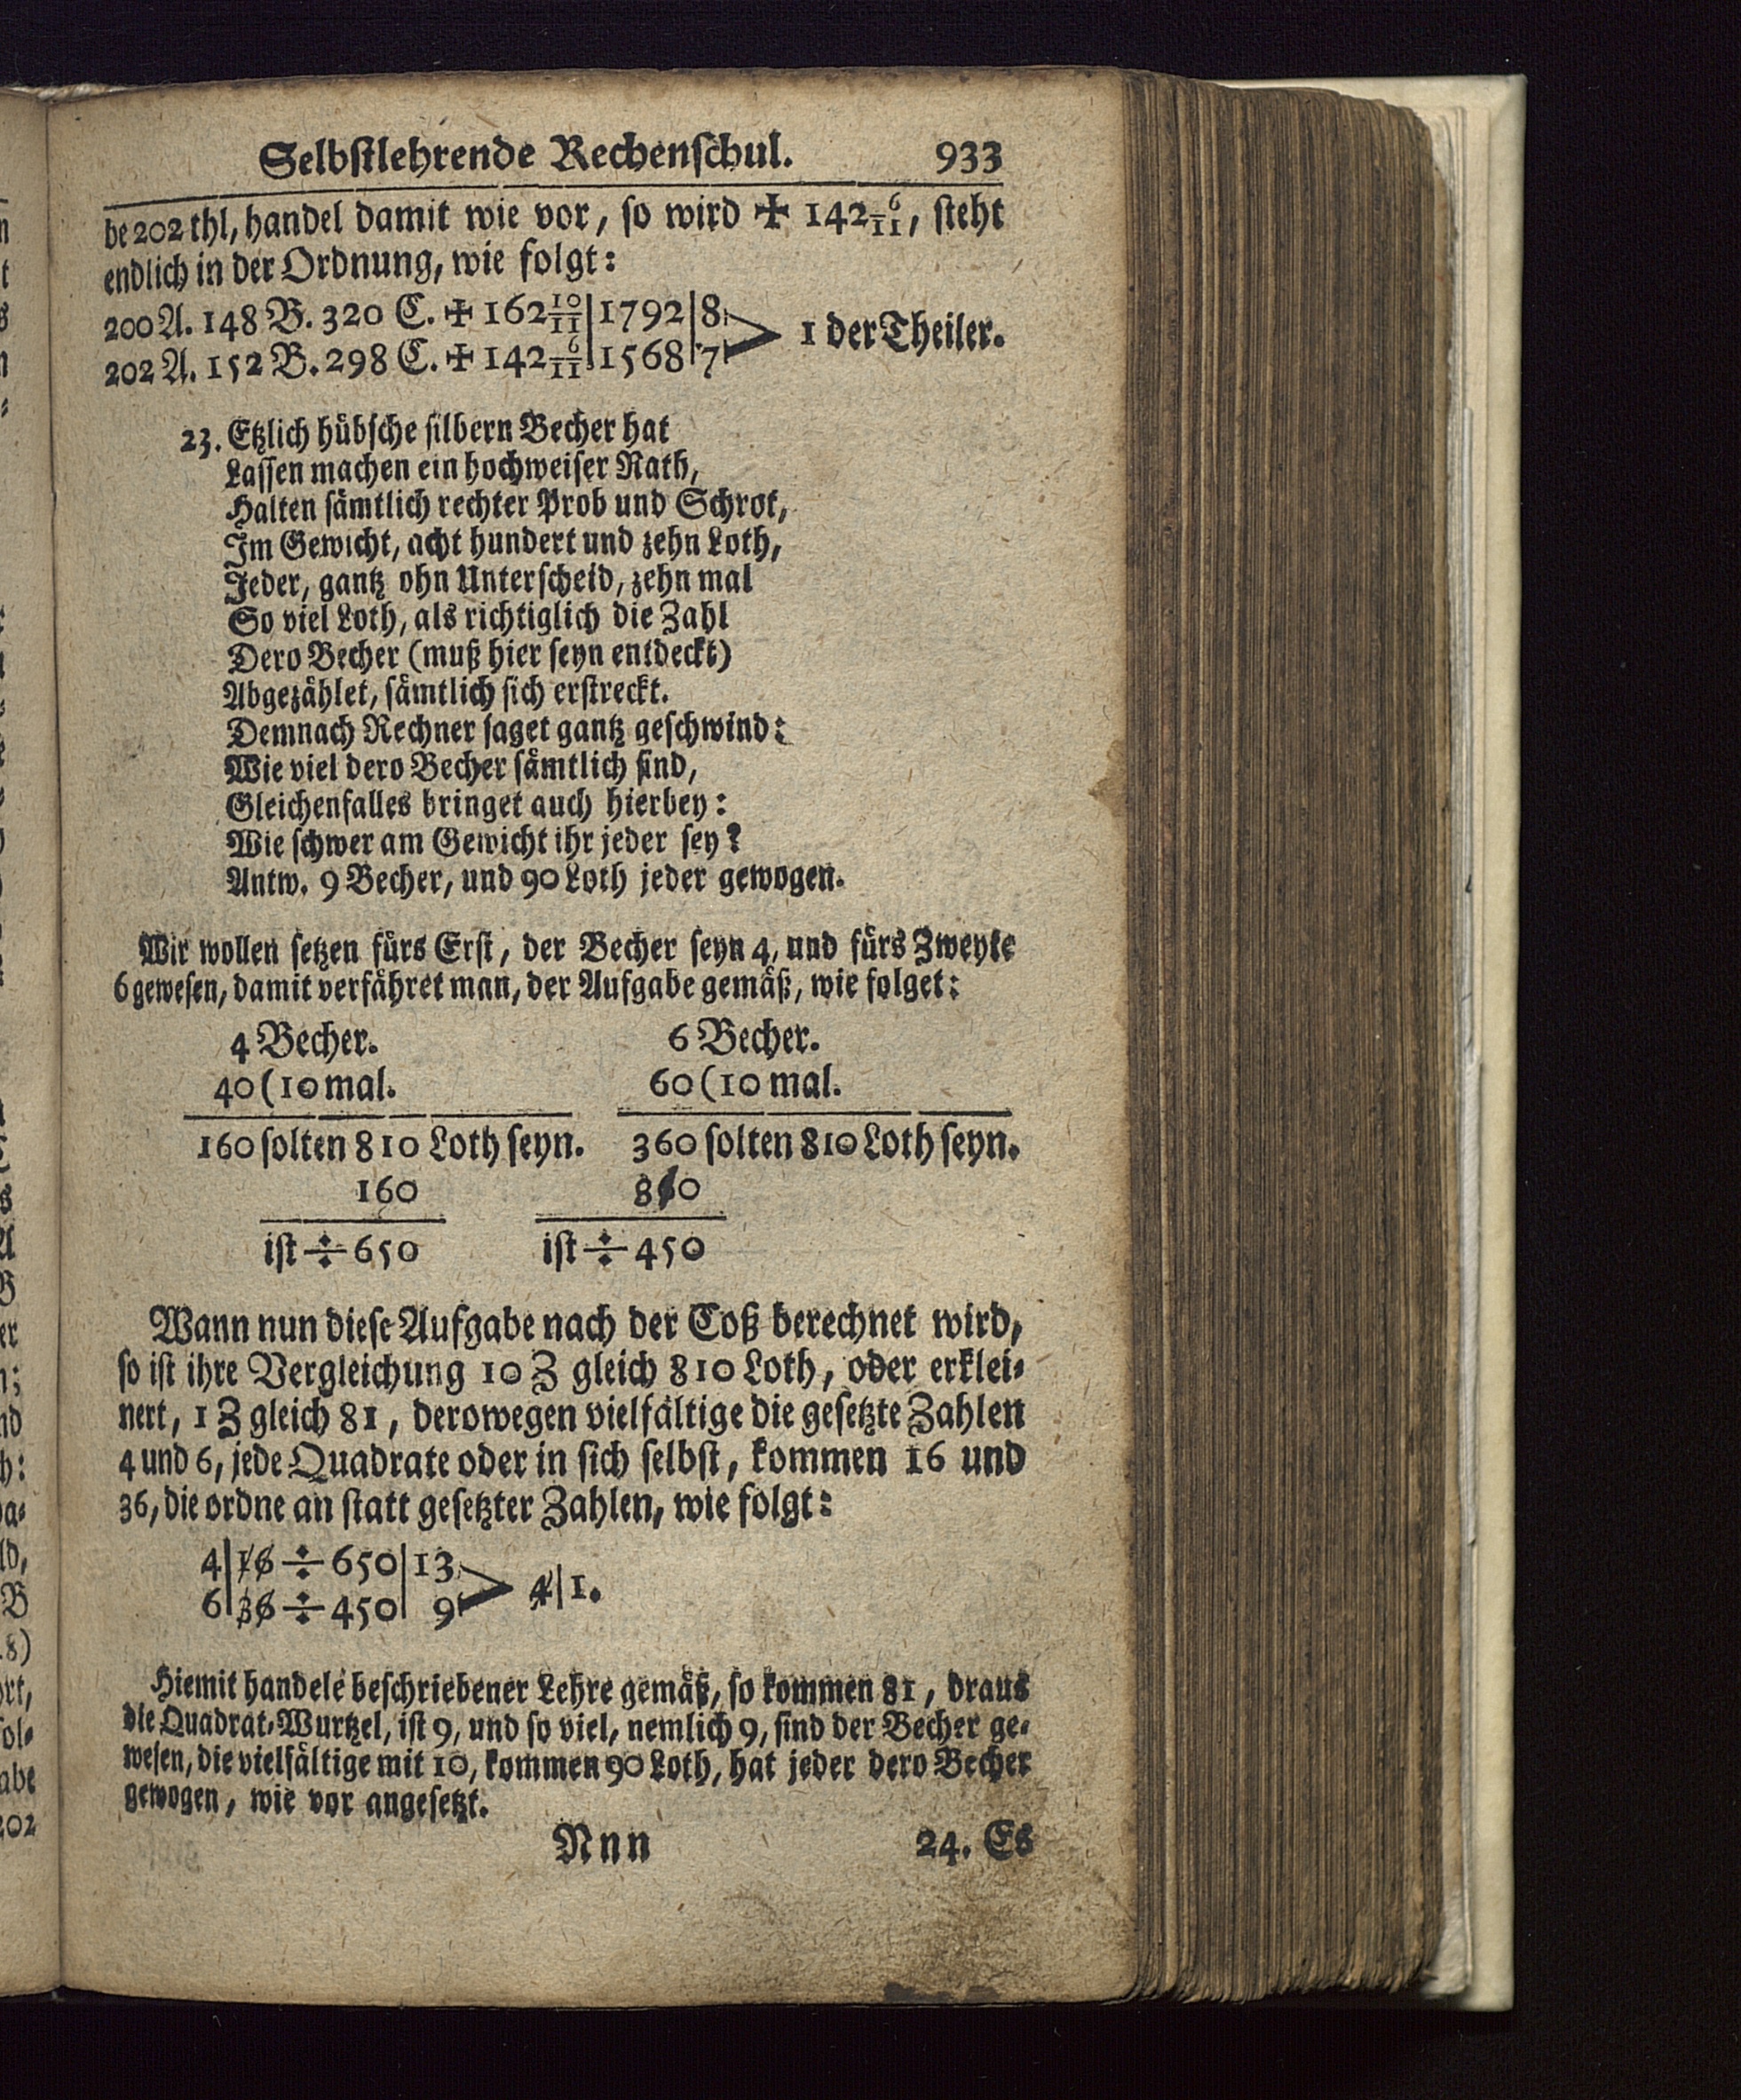 Selbstlehrende Rechenschul. 933
be 202 thl, handel damit wie vor, so wird ✠ 142 6/11, steht
endlich in der Ordnung, wie folgt:
200 A. 148 B. 320 C. ✠ 162 10/11 | 1792 | 8
202 A. 152 B. 298 C. ✠ 142 6/11 | 1568 | 7 > 1 der Theiler.
23. Etzlich hübsche silbern Becher hat
Lassen machen ein hochweiser Rath,
Halten sämtlich rechter Prob und Schrot,
Im Gewicht, acht hundert und zehn Loth,
Jeder, gantz ohn Unterscheid, zehn mal
So viel Loth, als richtiglich die Zahl
Dero Becher (muß hier seyn entdeckt)
Abgezählet, sämtlich sich erstreckt.
Demnach Rechner saget gantz geschwind:
Wie viel dero Becher sämtlich sind,
Gleichenfalles bringet auch hierbey:
Wie schwer am Gewicht ihr jeder sey?
Antw. 9 Becher, und 90 Loth jeder gewogen.
Wir wollen setzen fürs Erst, der Becher seyn 4, und fürs Zweyte
6 gewesen, damit verfähret man, der Aufgabe gemäß, wie folget:
4 Becher. 6 Becher.
40 (10 mal. 60 (10 mal.
160 solten 810 Loth seyn. 360 solten 810 Loth seyn.
160 810
ist ÷ 650 ist ÷ 450
Wann nun diese Aufgabe nach der Coß berechnet wird,
so ist ihre Vergleichung 10 Z gleich 810 Loth, oder erklei-
nert, 1 Z gleich 81, derowegen vielfältige die gesetzte Zahlen
4 und 6, jede Quadrate oder in sich selbst, kommen 16 und
36, die ordne an statt gesetzter Zahlen, wie folgt:
4 | 16 ÷ 650 | 13
6 | 36 ÷ 450 | 9 > 4 | 1.
Hiemit handele beschriebener Lehre gemäß, so kommen 81, draus
die Quadrat-Wurtzel, ist 9, und so viel, nemlich 9, sind der Becher ge-
wesen, die vielfältige mit 10, kommen 90 Loth, hat jeder dero Becher
gewogen, wie vor angesetzt.
Nnn 24. Es